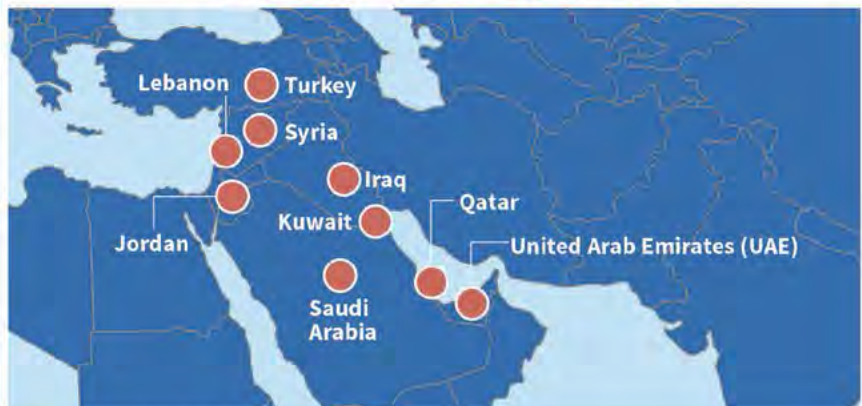 Lebanon
Turkey
Syria
Iraq
Qatar
Kuwait
Jordan
United Arab Emirates (UAE)
Saudi
Arabia